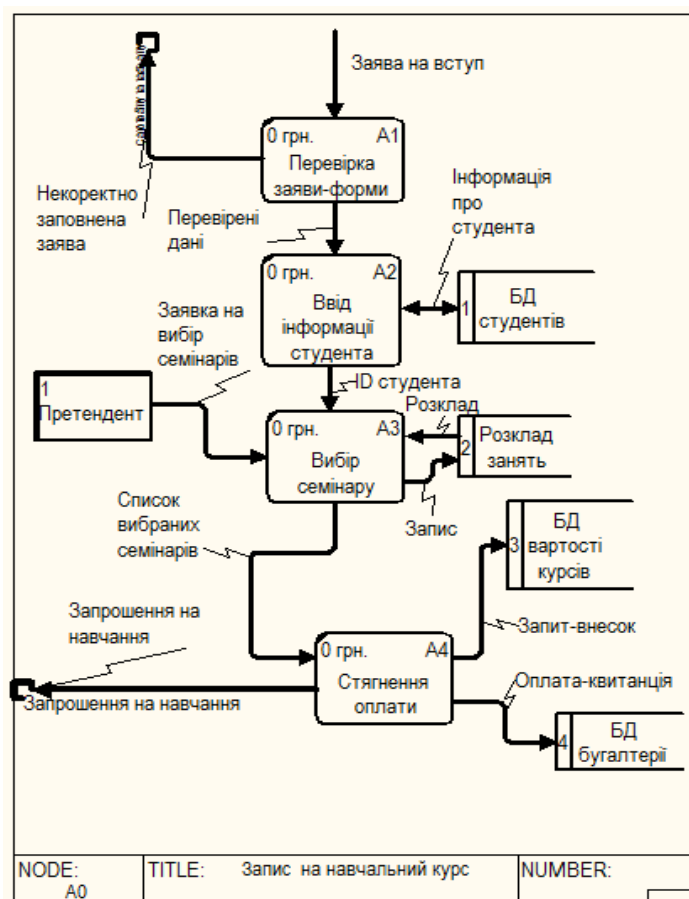 Заява на вступ
0 грн. A1
Перевірка
заяви-форми
Некоректно
заповнена
заява
Перевірені
дані
Інформація
про
студента
0 грн. A2
Ввід
інформації
студента
1
БД
студентів
Заявка на
вибір
семінарів
ID студента
1
Претендент
0 грн. A3
Вибір
семінару
Розклад
2
Розклад
занять
Запис
Список
вибраних
семінарів
3
БД
вартості
курсів
Запит-внесок
Запрошення на
навчання
0 грн. A4
Стягнення
оплати
Запрошення на навчання
Оплата-квитанція
4
БД
бугалтерії
NODE:
A0
TITLE: Запис на навчальний курс
NUMBER: